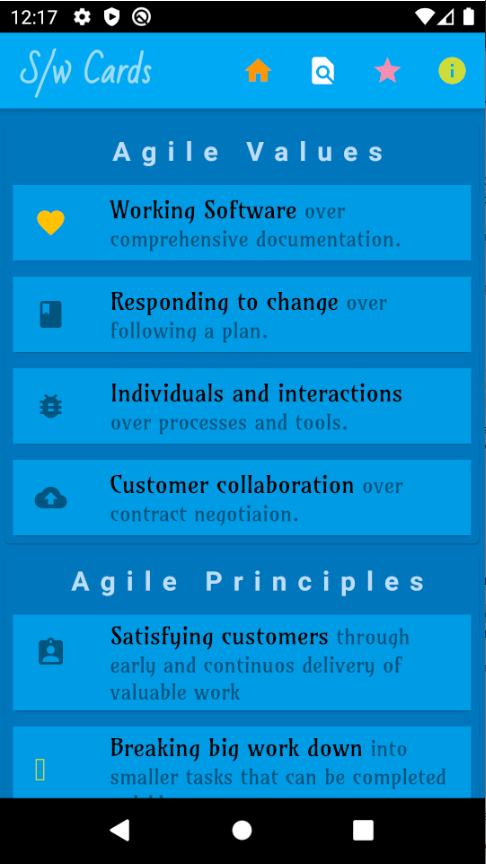 12:17
S/w Cards
Agile Values
Working Software over
comprehensive documentation.
Responding to change over
following a plan.
Individuals and interactions
over processes and tools.
Customer collaboration over
contract negotiaion.
Agile Principles
Satisfying customers through
early and continuos delivery of
valuable work
Breaking big work down into
smaller tasks that can be completed